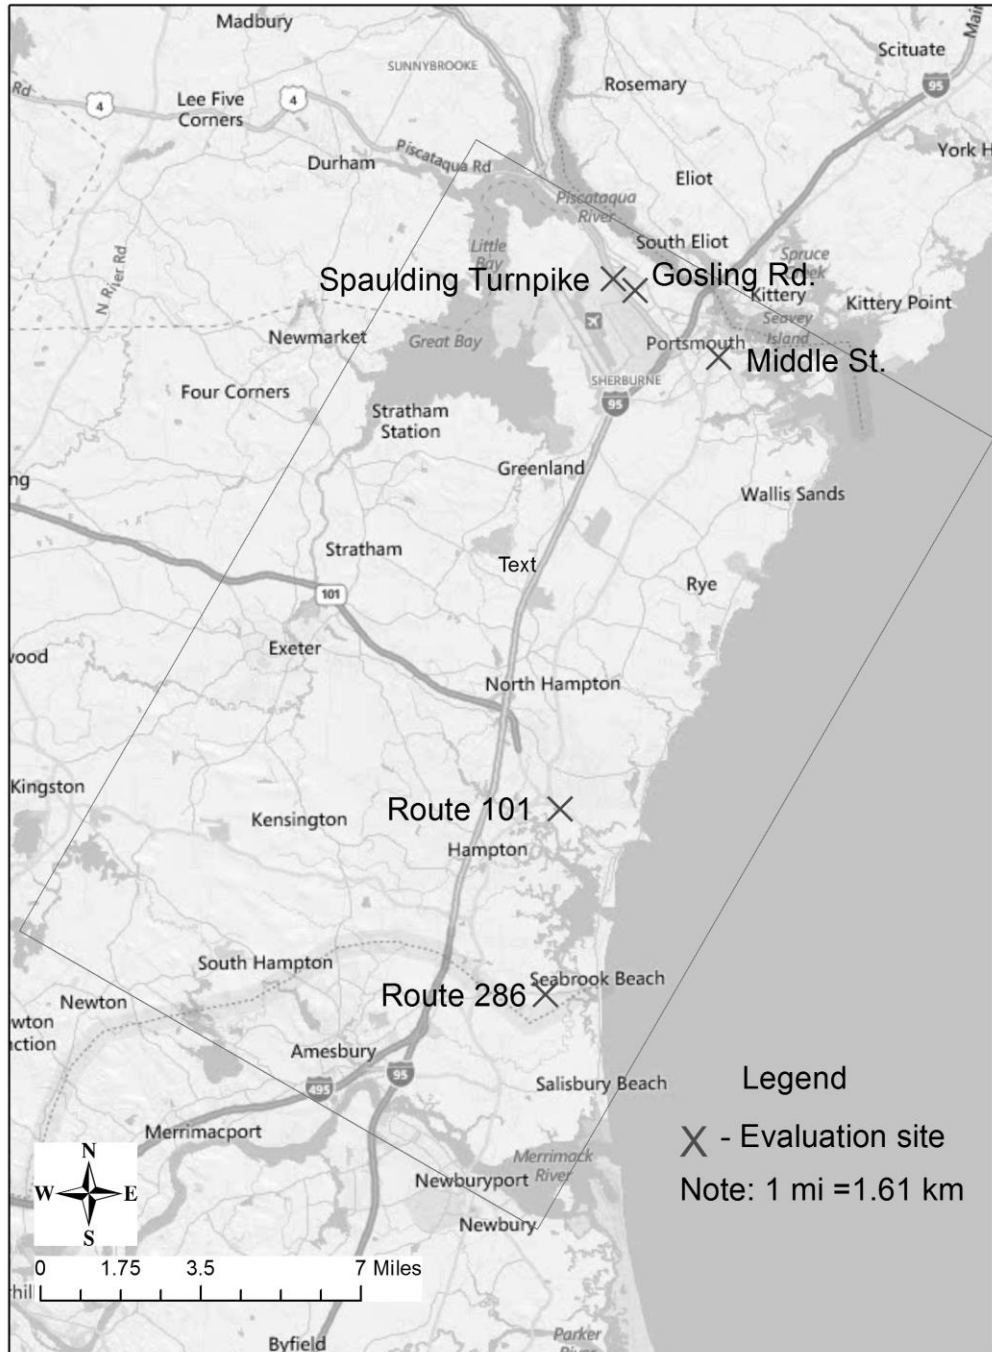 Madbury
Main
Scituate
SUNNYBROOKE
Rosemary
95
Rd
4
Lee Five
Corners
4
York H
Durham
Piscataqua Rd
Eliot
Piscataqua
River
South Eliot
Little
Bay
Spruce
Creek
Spaulding Turnpike
Gosling Rd.
Kittery
Kittery Point
N River Rd
Seavey
Island
Newmarket
Great Bay
Portsmouth
Middle St.
SHERBURNE
Four Corners
95
Stratham
Station
Greenland
ng
Wallis Sands
Stratham
Text
Rye
101
Exeter
wood
North Hampton
Kingston
Route 101
Kensington
Hampton
South Hampton
Seabrook Beach
Route 286
Newton
wton
ction
Amesbury
95
495
Salisbury Beach
Legend
Merrimacport
X - Evaluation site
Merrimack
River
Newburyport
Note: 1 mi =1.61 km
Newbury
N
W E
S
0 1.75 3.5 7 Miles
hill
Byfield
Parker
River